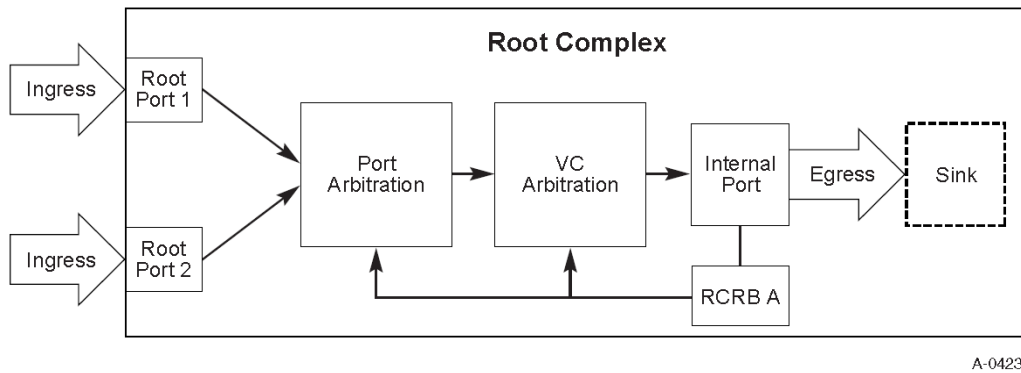 Root Complex
Ingress
Root
Port 1
Port
Arbitration
VC
Arbitration
Internal
Port
Egress
Sink
Ingress
Root
Port 2
RCRB A
A-0423